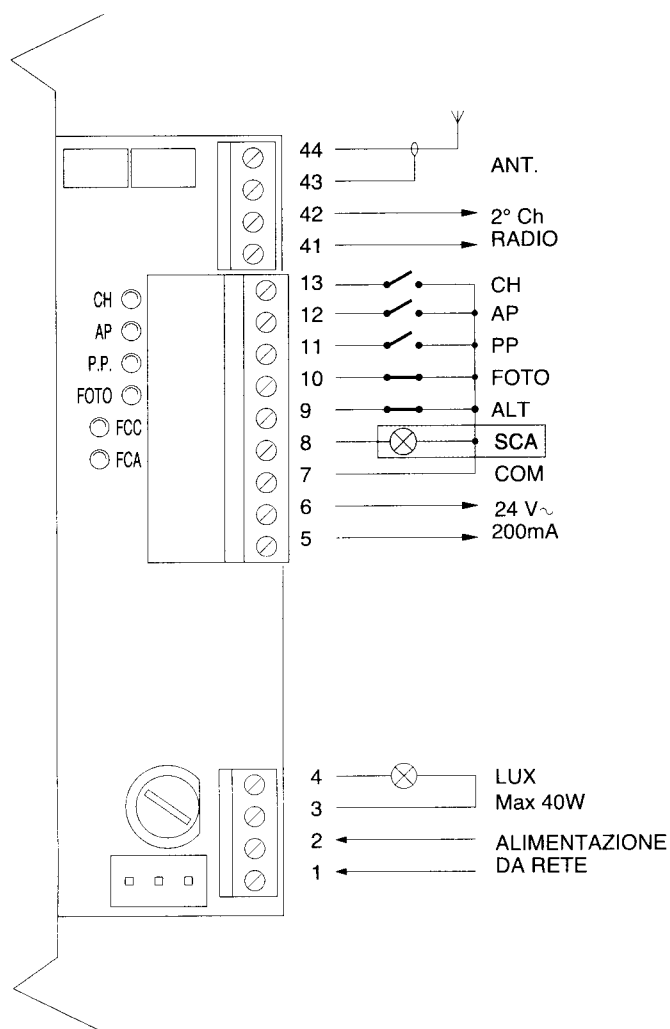 44
43
ANT.
42
41
2° Ch
RADIO
13 CH
12 AP
11 PP
10 FOTO
9 ALT
8 SCA
7 COM
6
5
24 V~
200mA
CH
AP
P.P.
FOTO
FCC
FCA
4
3
LUX
Max 40W
2
1
ALIMENTAZIONE
DA RETE